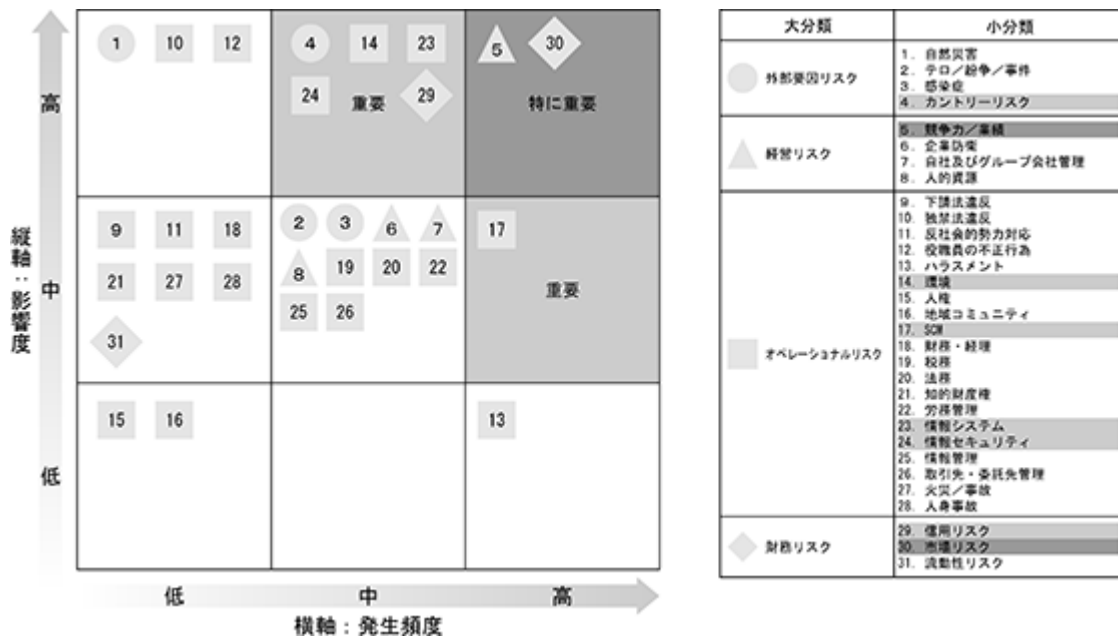 1 10 12 4 14 23 5 30
24 29
高 重要 特に重要
9 11 18 2 3 6 7 17
21 27 28 8 19 20 22
縦軸:影響度 中 重要
25 26
31
15 16 13
低
低 中 高
横軸:発生頻度
大分類 小分類
外部要因リスク
1. 自然災害
2. テロ/紛争/事件
3. 感染症
4. カントリーリスク
経営リスク
5. 競争力/業績
6. 企業防衛
7. 自社及びグループ会社管理
8. 人的資源
オペレーショナルリスク
9. 下請法違反
10. 独禁法違反
11. 反社会的勢力対応
12. 役職員の不正行為
13. ハラスメント
14. 環境
15. 人権
16. 地域コミュニティ
17. SCM
18. 財務・経理
19. 税務
20. 法務
21. 知的財産権
22. 労務管理
23. 情報システム
24. 情報セキュリティ
25. 情報管理
26. 取引先・委託先管理
27. 火災/事故
28. 人身事故
財務リスク
29. 信用リスク
30. 市場リスク
31. 流動性リスク